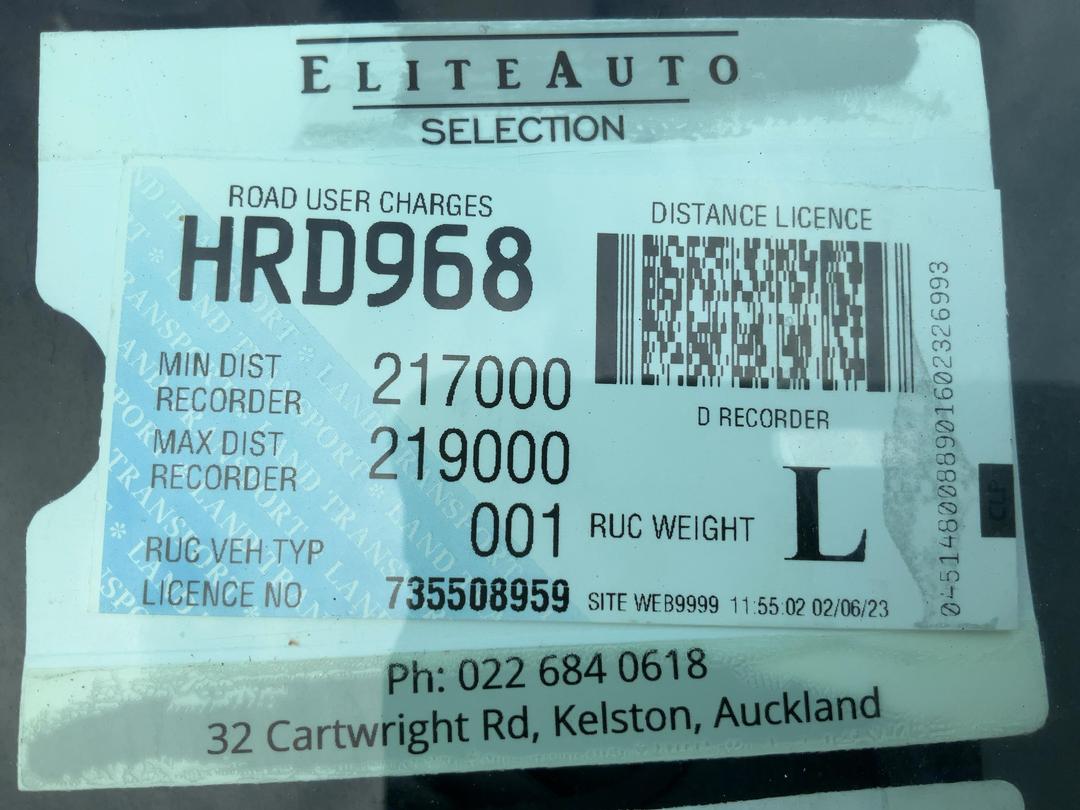 ELITEAUTO
SELECTION
ROAD USER CHARGES
HRD968
DISTANCE LICENCE
MIN DIST RECORDER 217000
MAX DIST RECORDER 219000
D RECORDER
001 RUC WEIGHT L
RUC VEH TYP
LICENCE NO 735508959
SITE WEB9999 11:55:02 02/06/23
CLP
Ph: 022 684 0618
32 Cartwright Rd, Kelston, Auckland